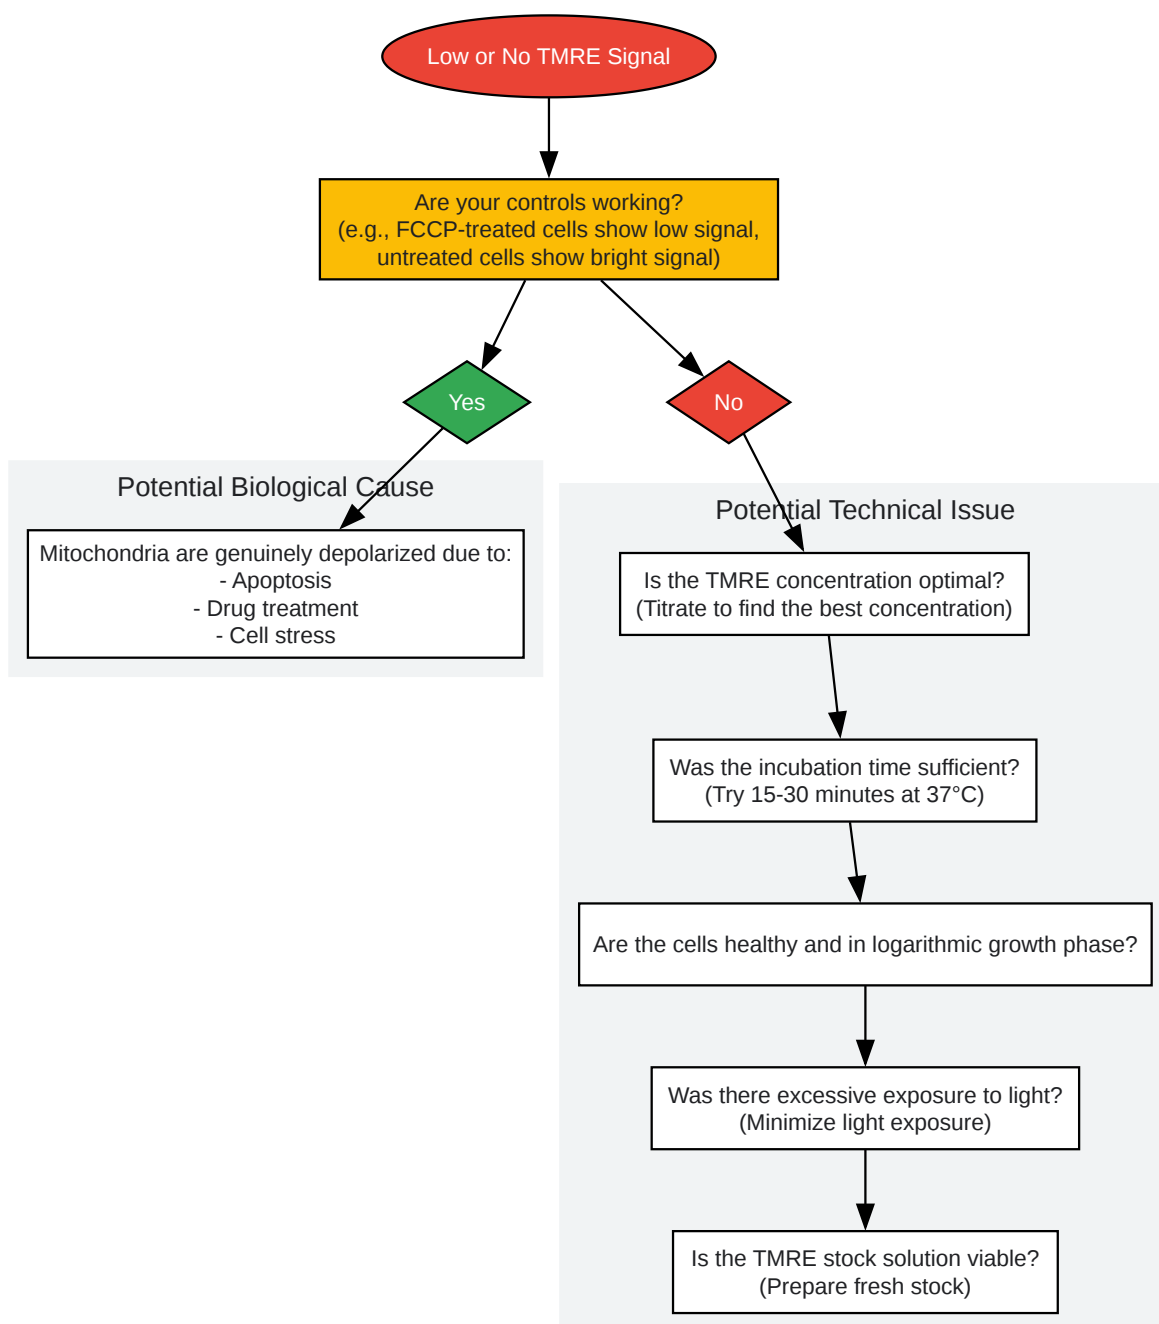 Low or No TMRE Signal
Are your controls working?
(e.g., FCCP-treated cells show low signal,
untreated cells show bright signal)
Yes
No
Potential Biological Cause
Mitochondria are genuinely depolarized due to:
- Apoptosis
- Drug treatment
- Cell stress
Potential Technical Issue
Is the TMRE concentration optimal?
(Titrate to find the best concentration)
Was the incubation time sufficient?
(Try 15-30 minutes at 37°C)
Are the cells healthy and in logarithmic growth phase?
Was there excessive exposure to light?
(Minimize light exposure)
Is the TMRE stock solution viable?
(Prepare fresh stock)